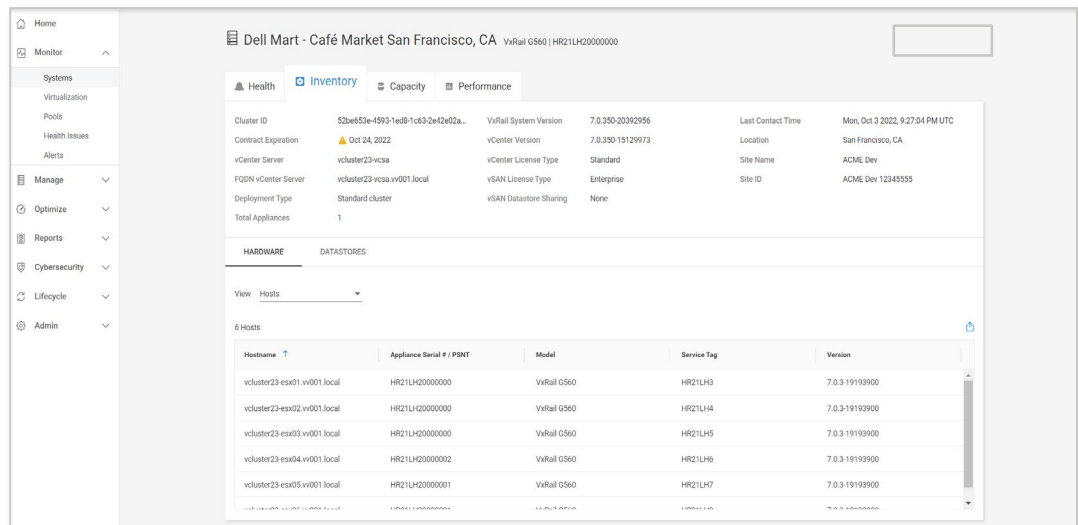 Home
Dell Mart - Café Market San Francisco, CA VxRail G560 | HR21L20000000
Monitor
Systems
Virtualization
Pools
Health Issues
Alerts
Manage
Optimize
Reports
Cybersecurity
Lifecycle
Admin
Health Inventory Capacity Performance
Cluster ID 52be653e-4593-1ed8-1c63-2e42e02a... VxRail System Version 7.0.350-20392956 Last Contact Time Mon, Oct 3 2022, 9:27:04 PM UTC
Contract Expiration Oct 24, 2022 vCenter Version 7.0.350-15129973 Location San Francisco, CA
vCenter Server vcluster23-vcsa vCenter License Type Standard Site Name ACME Dev
FQDN vCenter Server vcluster23-vcsa.vv001.local vSAN License Type Enterprise Site ID ACME Dev 12345555
Deployment Type Standard cluster vSAN Datastore Sharing None
Total Appliances 1
HARDWARE DATASTORES
View Hosts
6 Hosts
Hostname ↑ Appliance Serial # / PSNT Model Service Tag Version
vcluster23-esx01.vv001.local HR21LH20000000 VxRail G560 HR21LH3 7.0.3-19193900
vcluster23-esx02.vv001.local HR21LH20000000 VxRail G560 HR21LH4 7.0.3-19193900
vcluster23-esx03.vv001.local HR21LH20000000 VxRail G560 HR21LH5 7.0.3-19193900
vcluster23-esx04.vv001.local HR21LH20000002 VxRail G560 HR21LH6 7.0.3-19193900
vcluster23-esx05.vv001.local HR21LH20000001 VxRail G560 HR21LH7 7.0.3-19193900